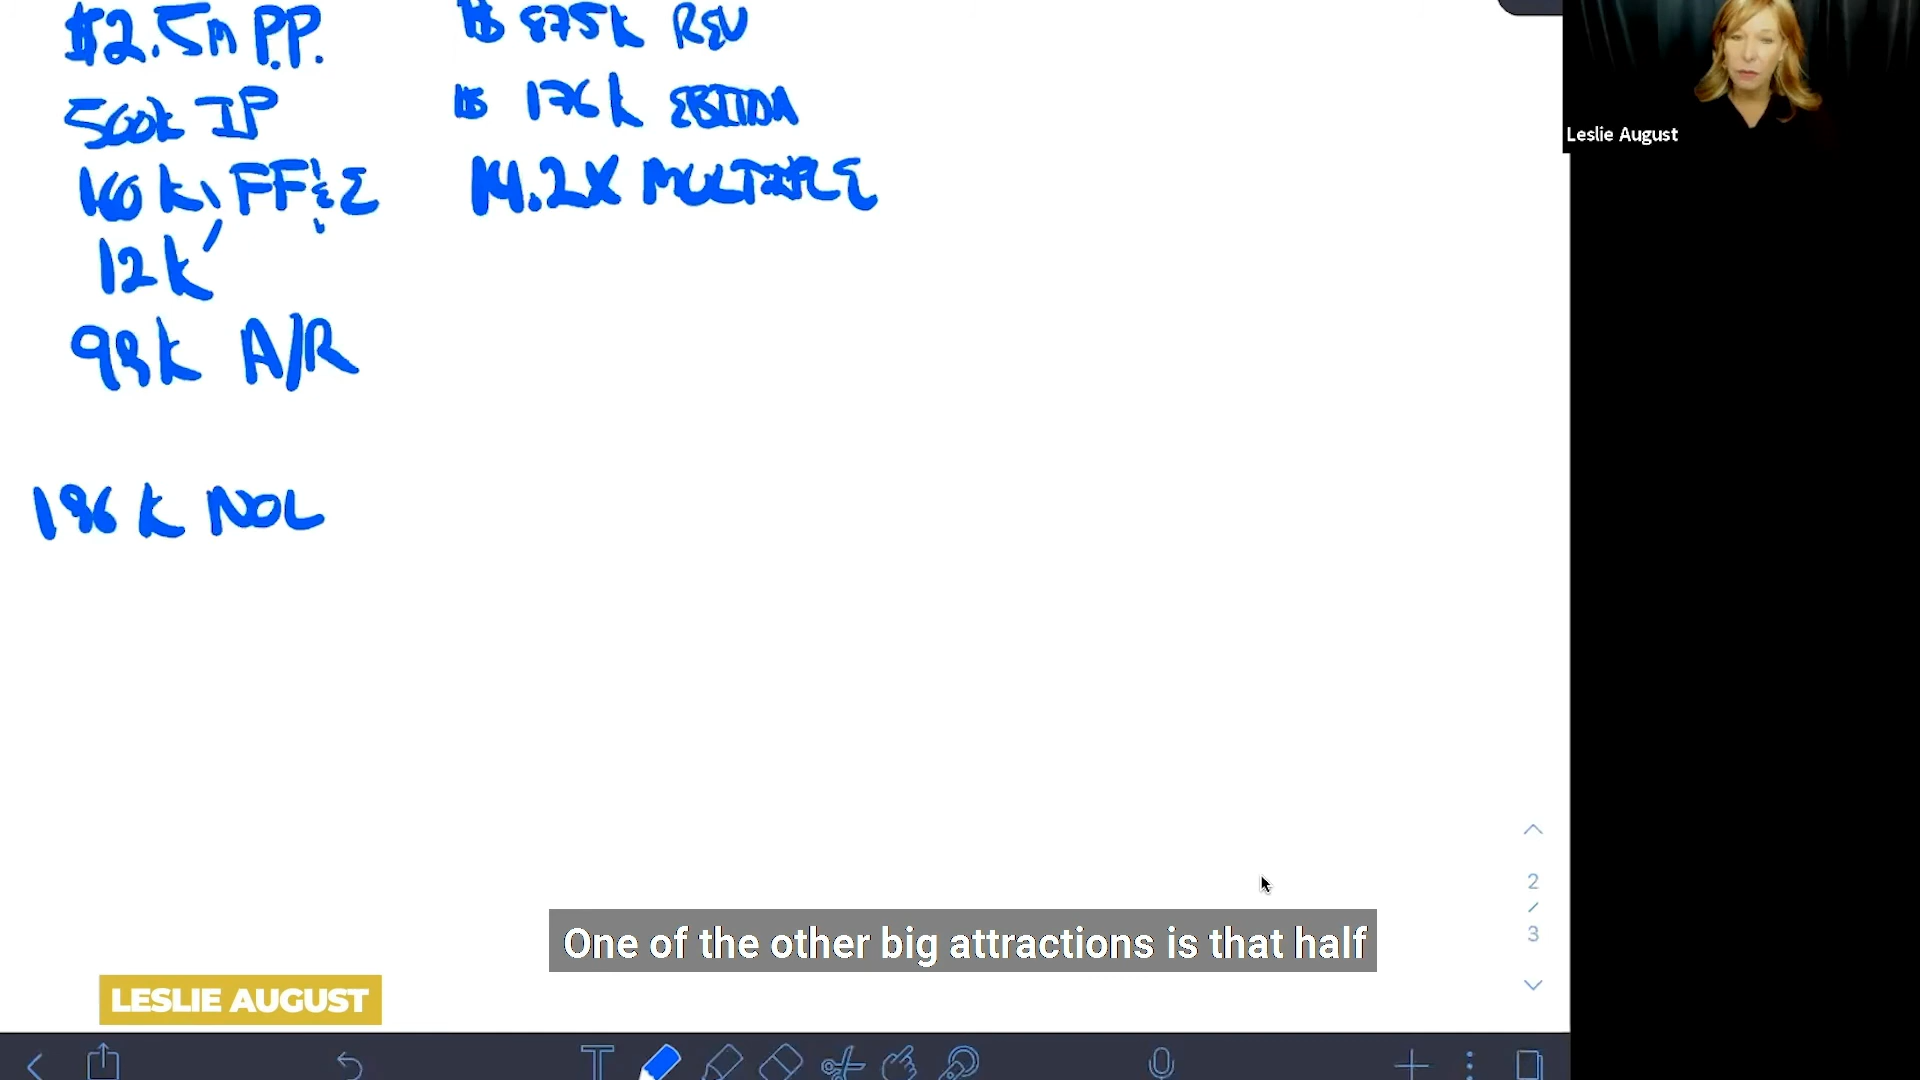 $2.5M P.P.
500k IP
160k, FF&E
12k
98k A/R
196k NOL
875k REV
176k EBITDA
14.2X MULTIPLE
Leslie August
2
/
3
One of the other big attractions is that half
LESLIE AUGUST
T